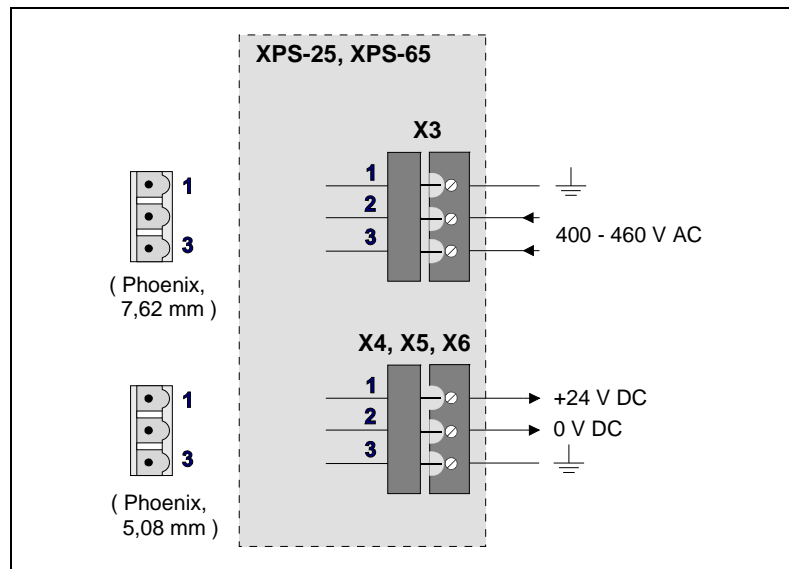 XPS-25, XPS-65
X3
1
1
2
3
3
400 - 460 V AC
( Phoenix,
7,62 mm )
X4, X5, X6
1
1
+24 V DC
2
0 V DC
3
3
( Phoenix,
5,08 mm )